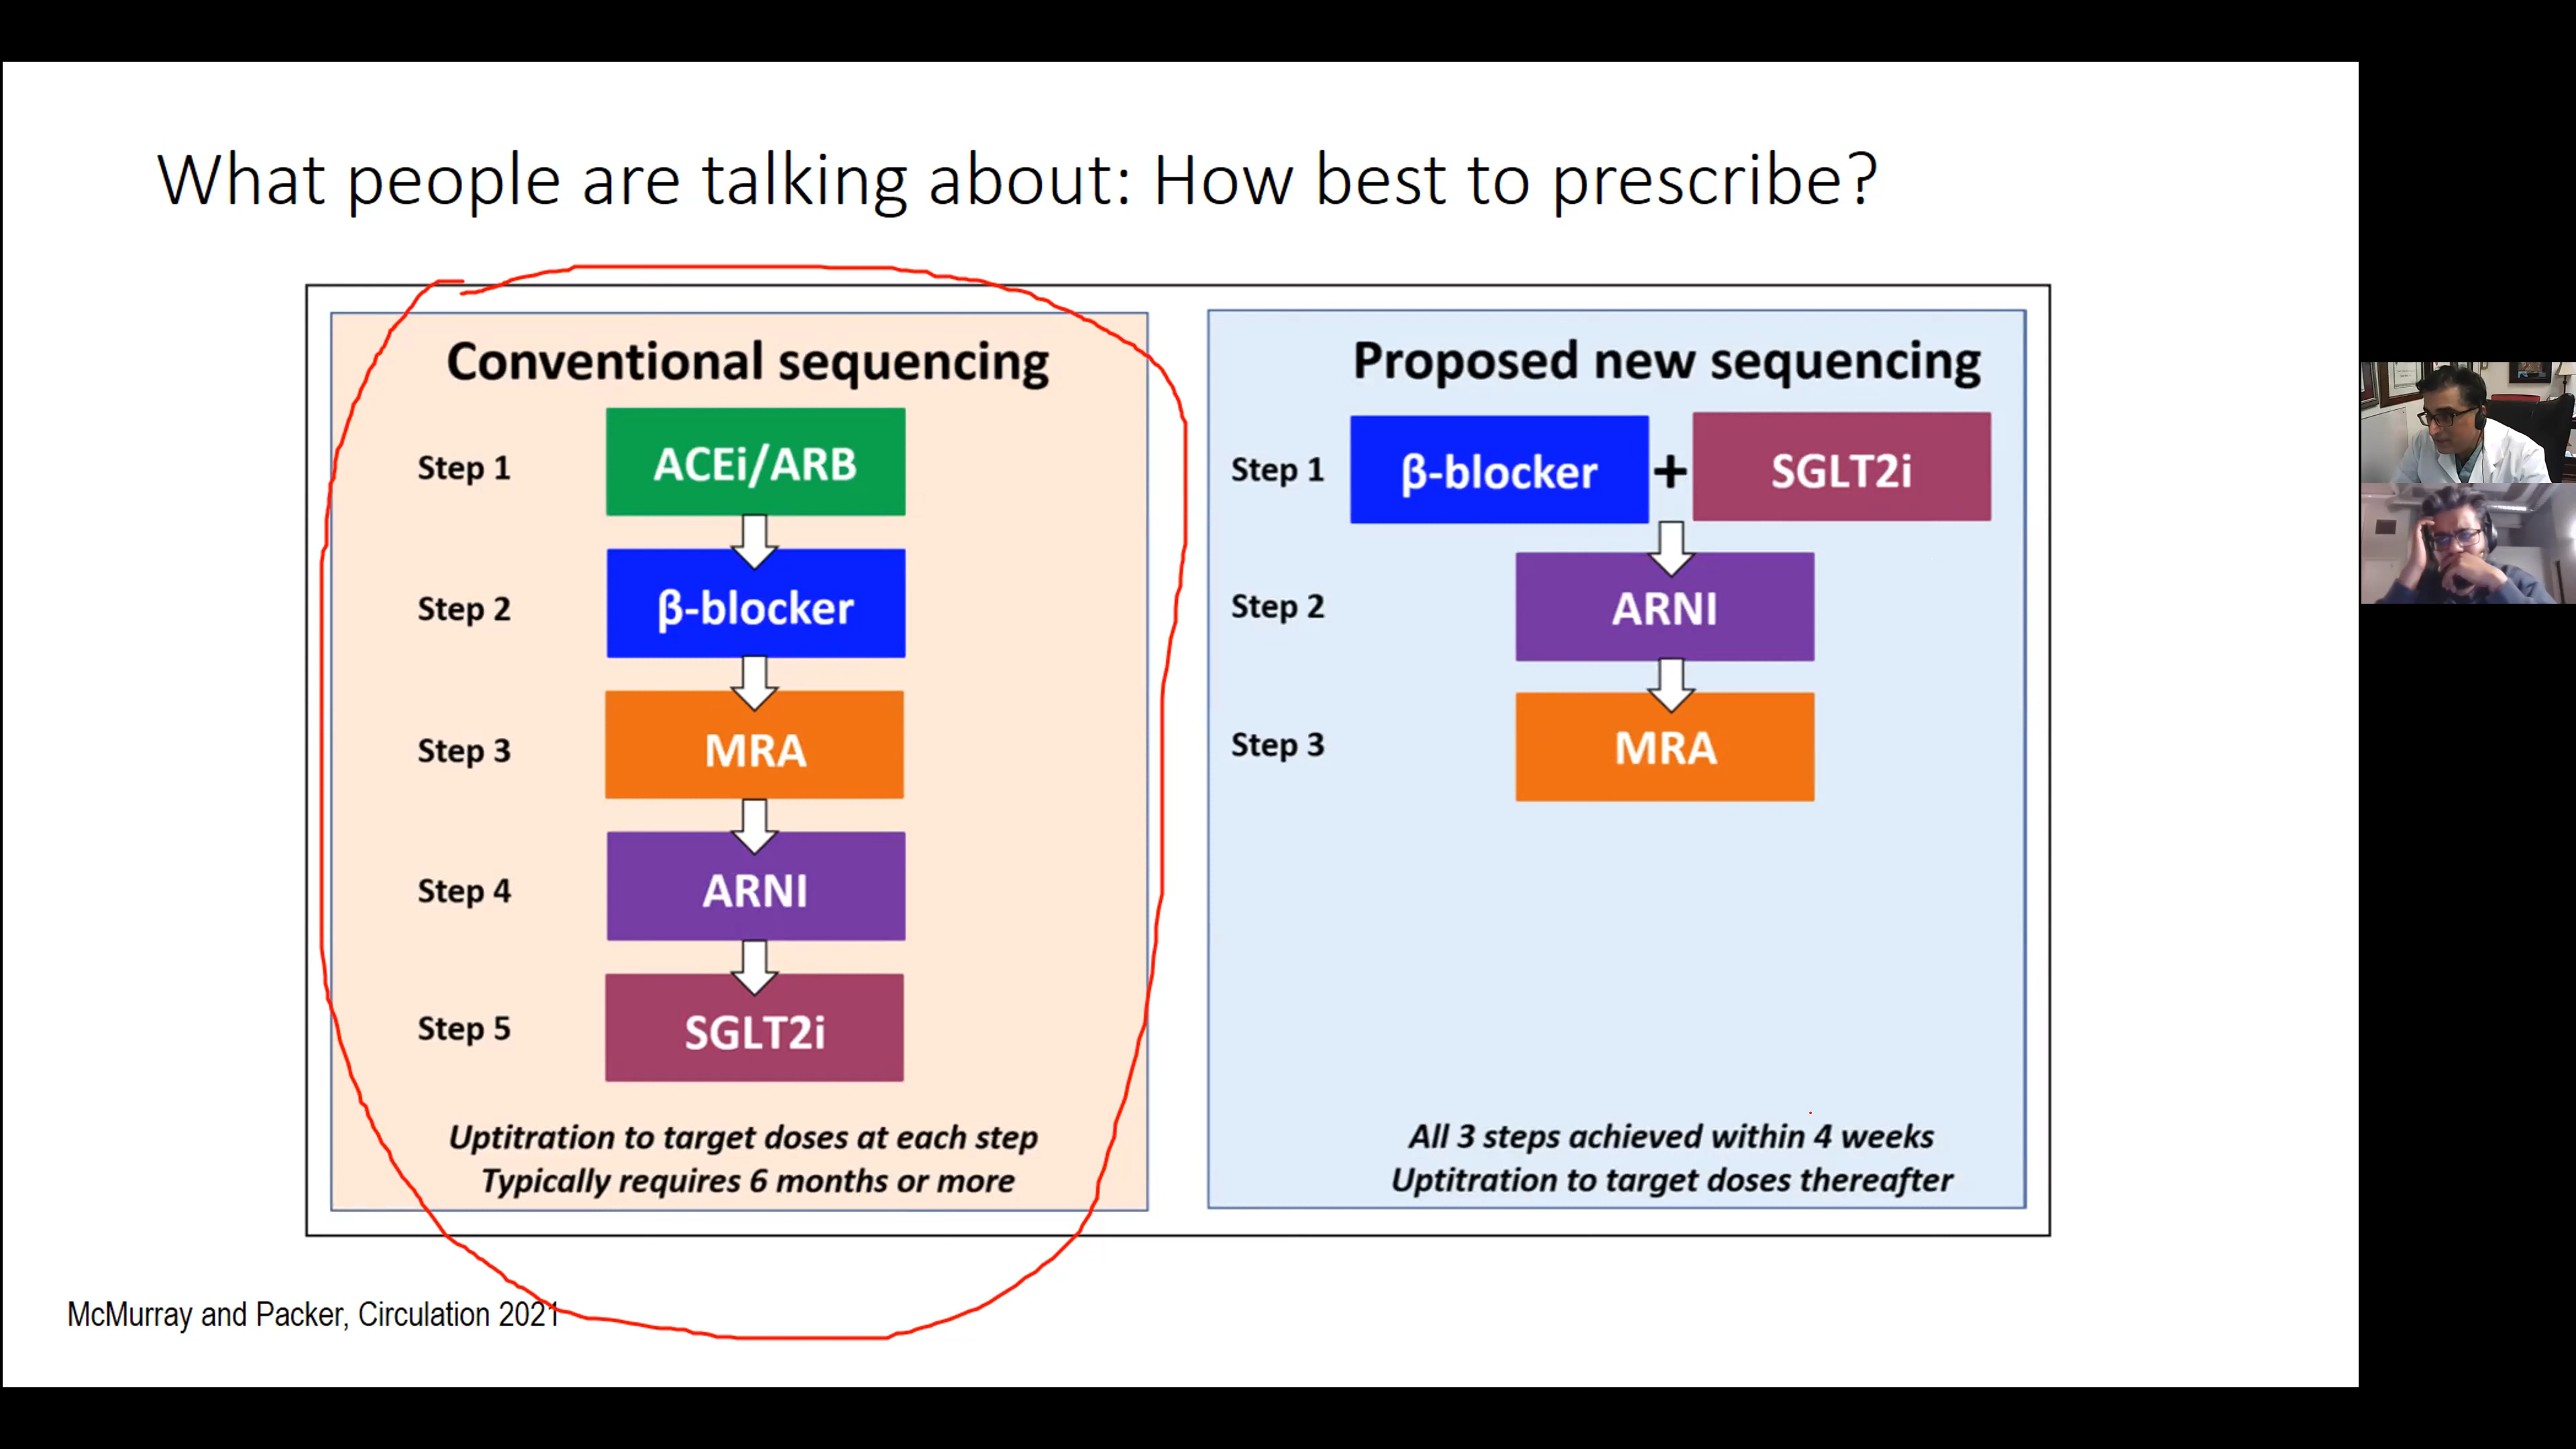 What people are talking about: How best to prescribe?
Conventional sequencing
Step 1
ACEi/ARB
Step 2
β-blocker
Step 3
MRA
Step 4
ARNI
Step 5
SGLT2i
Uptitration to target doses at each step
Typically requires 6 months or more
Proposed new sequencing
Step 1
β-blocker + SGLT2i
Step 2
ARNI
Step 3
MRA
All 3 steps achieved within 4 weeks
Uptitration to target doses thereafter
McMurray and Packer, Circulation 2021